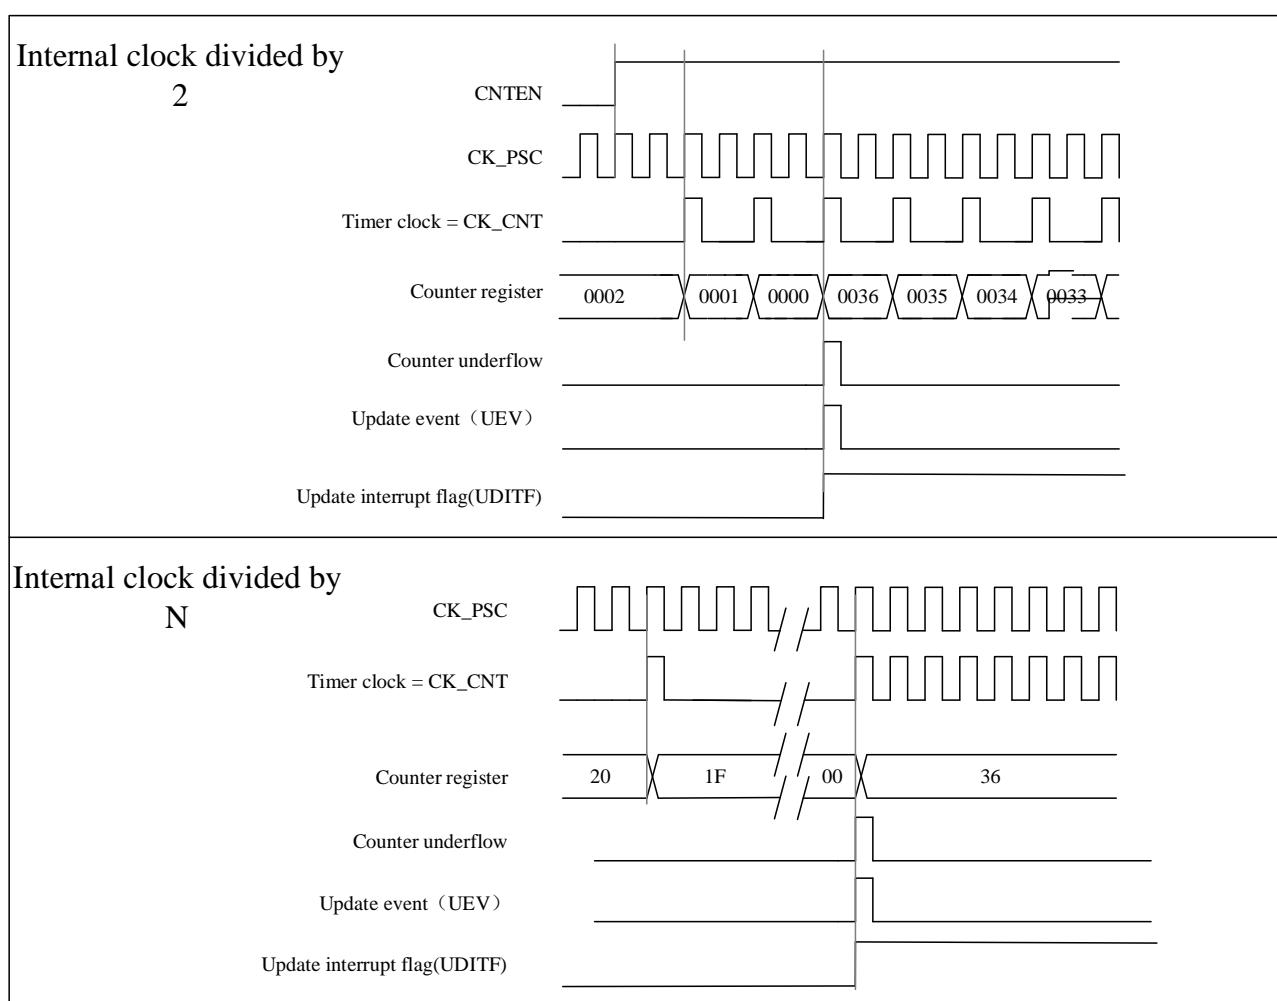 Internal clock divided by
2
CNTEN
CK_PSC
Timer clock = CK_CNT
Counter register
0002 0001 0000 0036 0035 0034 0033
Counter underflow
Update event（UEV）
Update interrupt flag(UDITF)
Internal clock divided by
N
CK_PSC
Timer clock = CK_CNT
Counter register
20 1F 00 36
Counter underflow
Update event（UEV）
Update interrupt flag(UDITF)